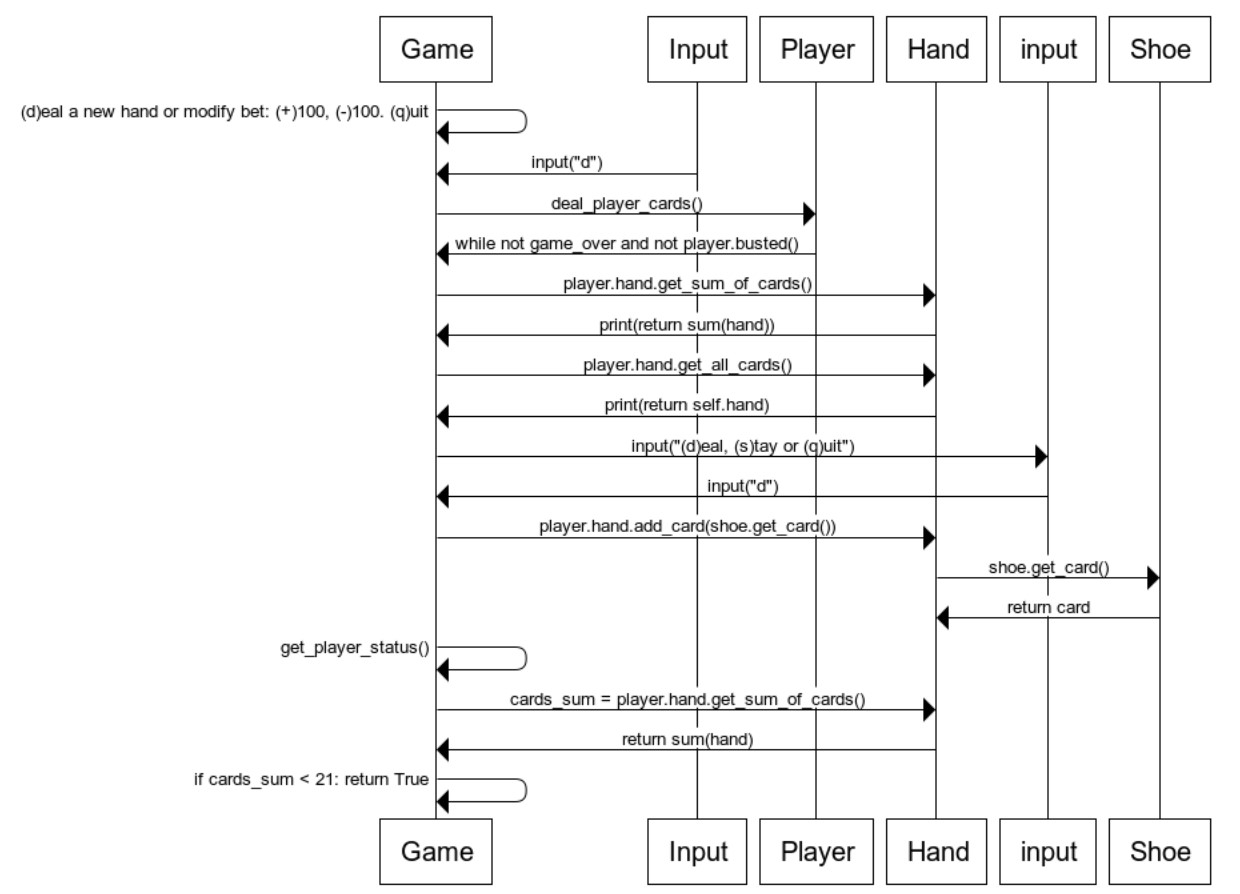 Game Input Player Hand input Shoe
(d)eal a new hand or modify bet: (+)100, (-)100. (q)uit
input("d")
deal_player_cards()
while not game_over and not player.busted()
player.hand.get_sum_of_cards()
print(return sum(hand))
player.hand.get_all_cards()
print(return self.hand)
input("(d)eal, (s)tay or (q)uit")
input("d")
player.hand.add_card(shoe.get_card())
shoe.get_card()
return card
get_player_status()
cards_sum = player.hand.get_sum_of_cards()
return sum(hand)
if cards_sum < 21: return True
Game Input Player Hand input Shoe